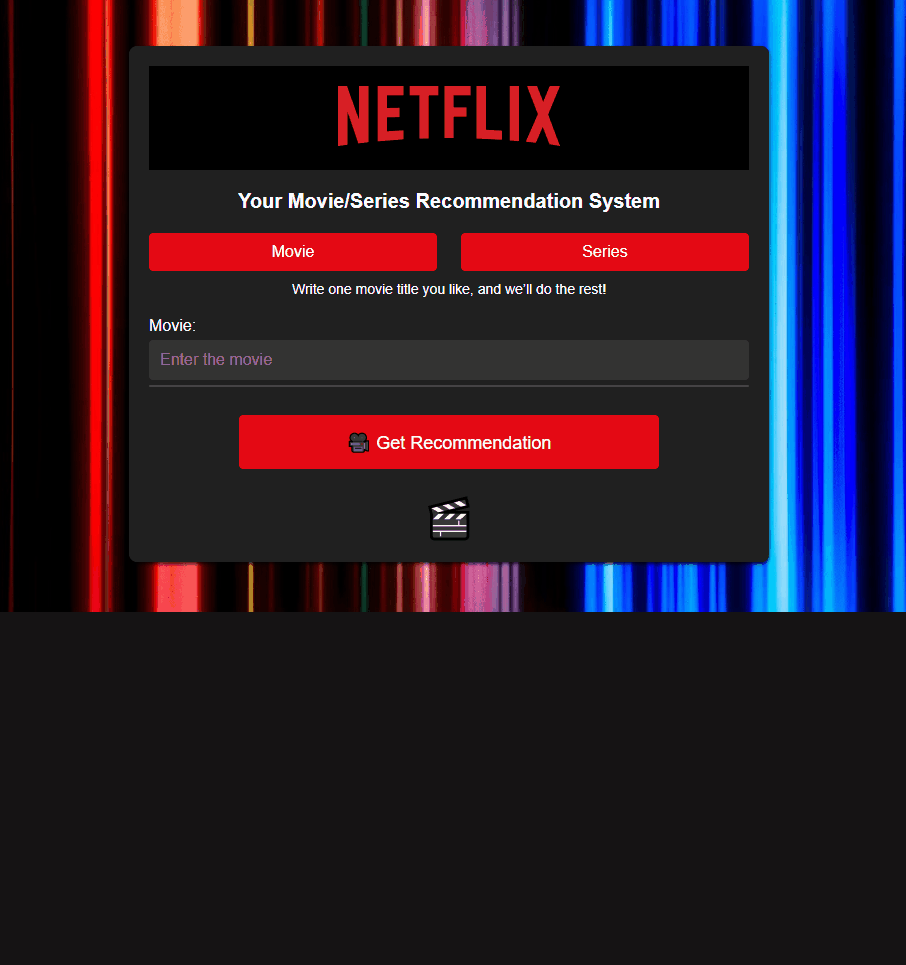 NETFLIX
Your Movie/Series Recommendation System
Movie
Series
Write one movie title you like, and we'll do the rest!
Movie:
Enter the movie
🎥 Get Recommendation